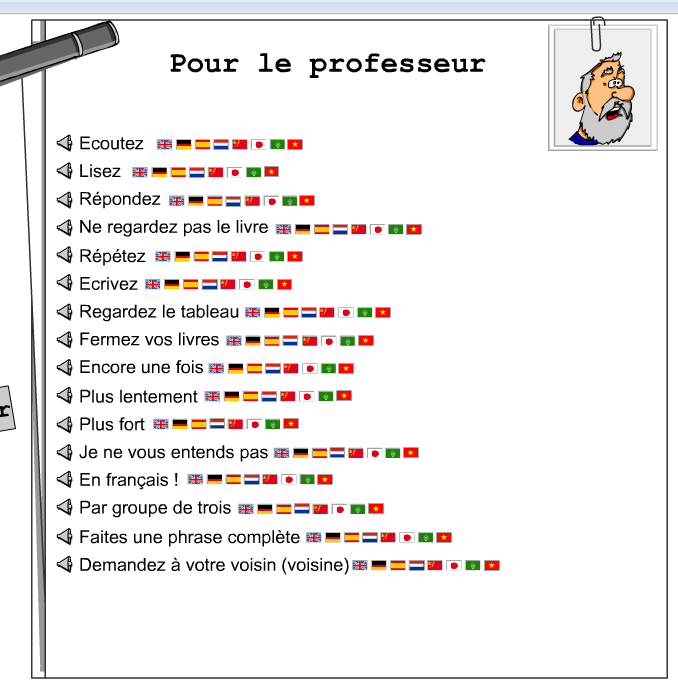 Pour le professeur
Ecoutez
Lisez
Répondez
Ne regardez pas le livre
Répétez
Ecrivez
Regardez le tableau
Fermez vos livres
Encore une fois
Plus lentement
Plus fort
Je ne vous entends pas
En français !
Par groupe de trois
Faites une phrase complète
Demandez à votre voisin (voisine)